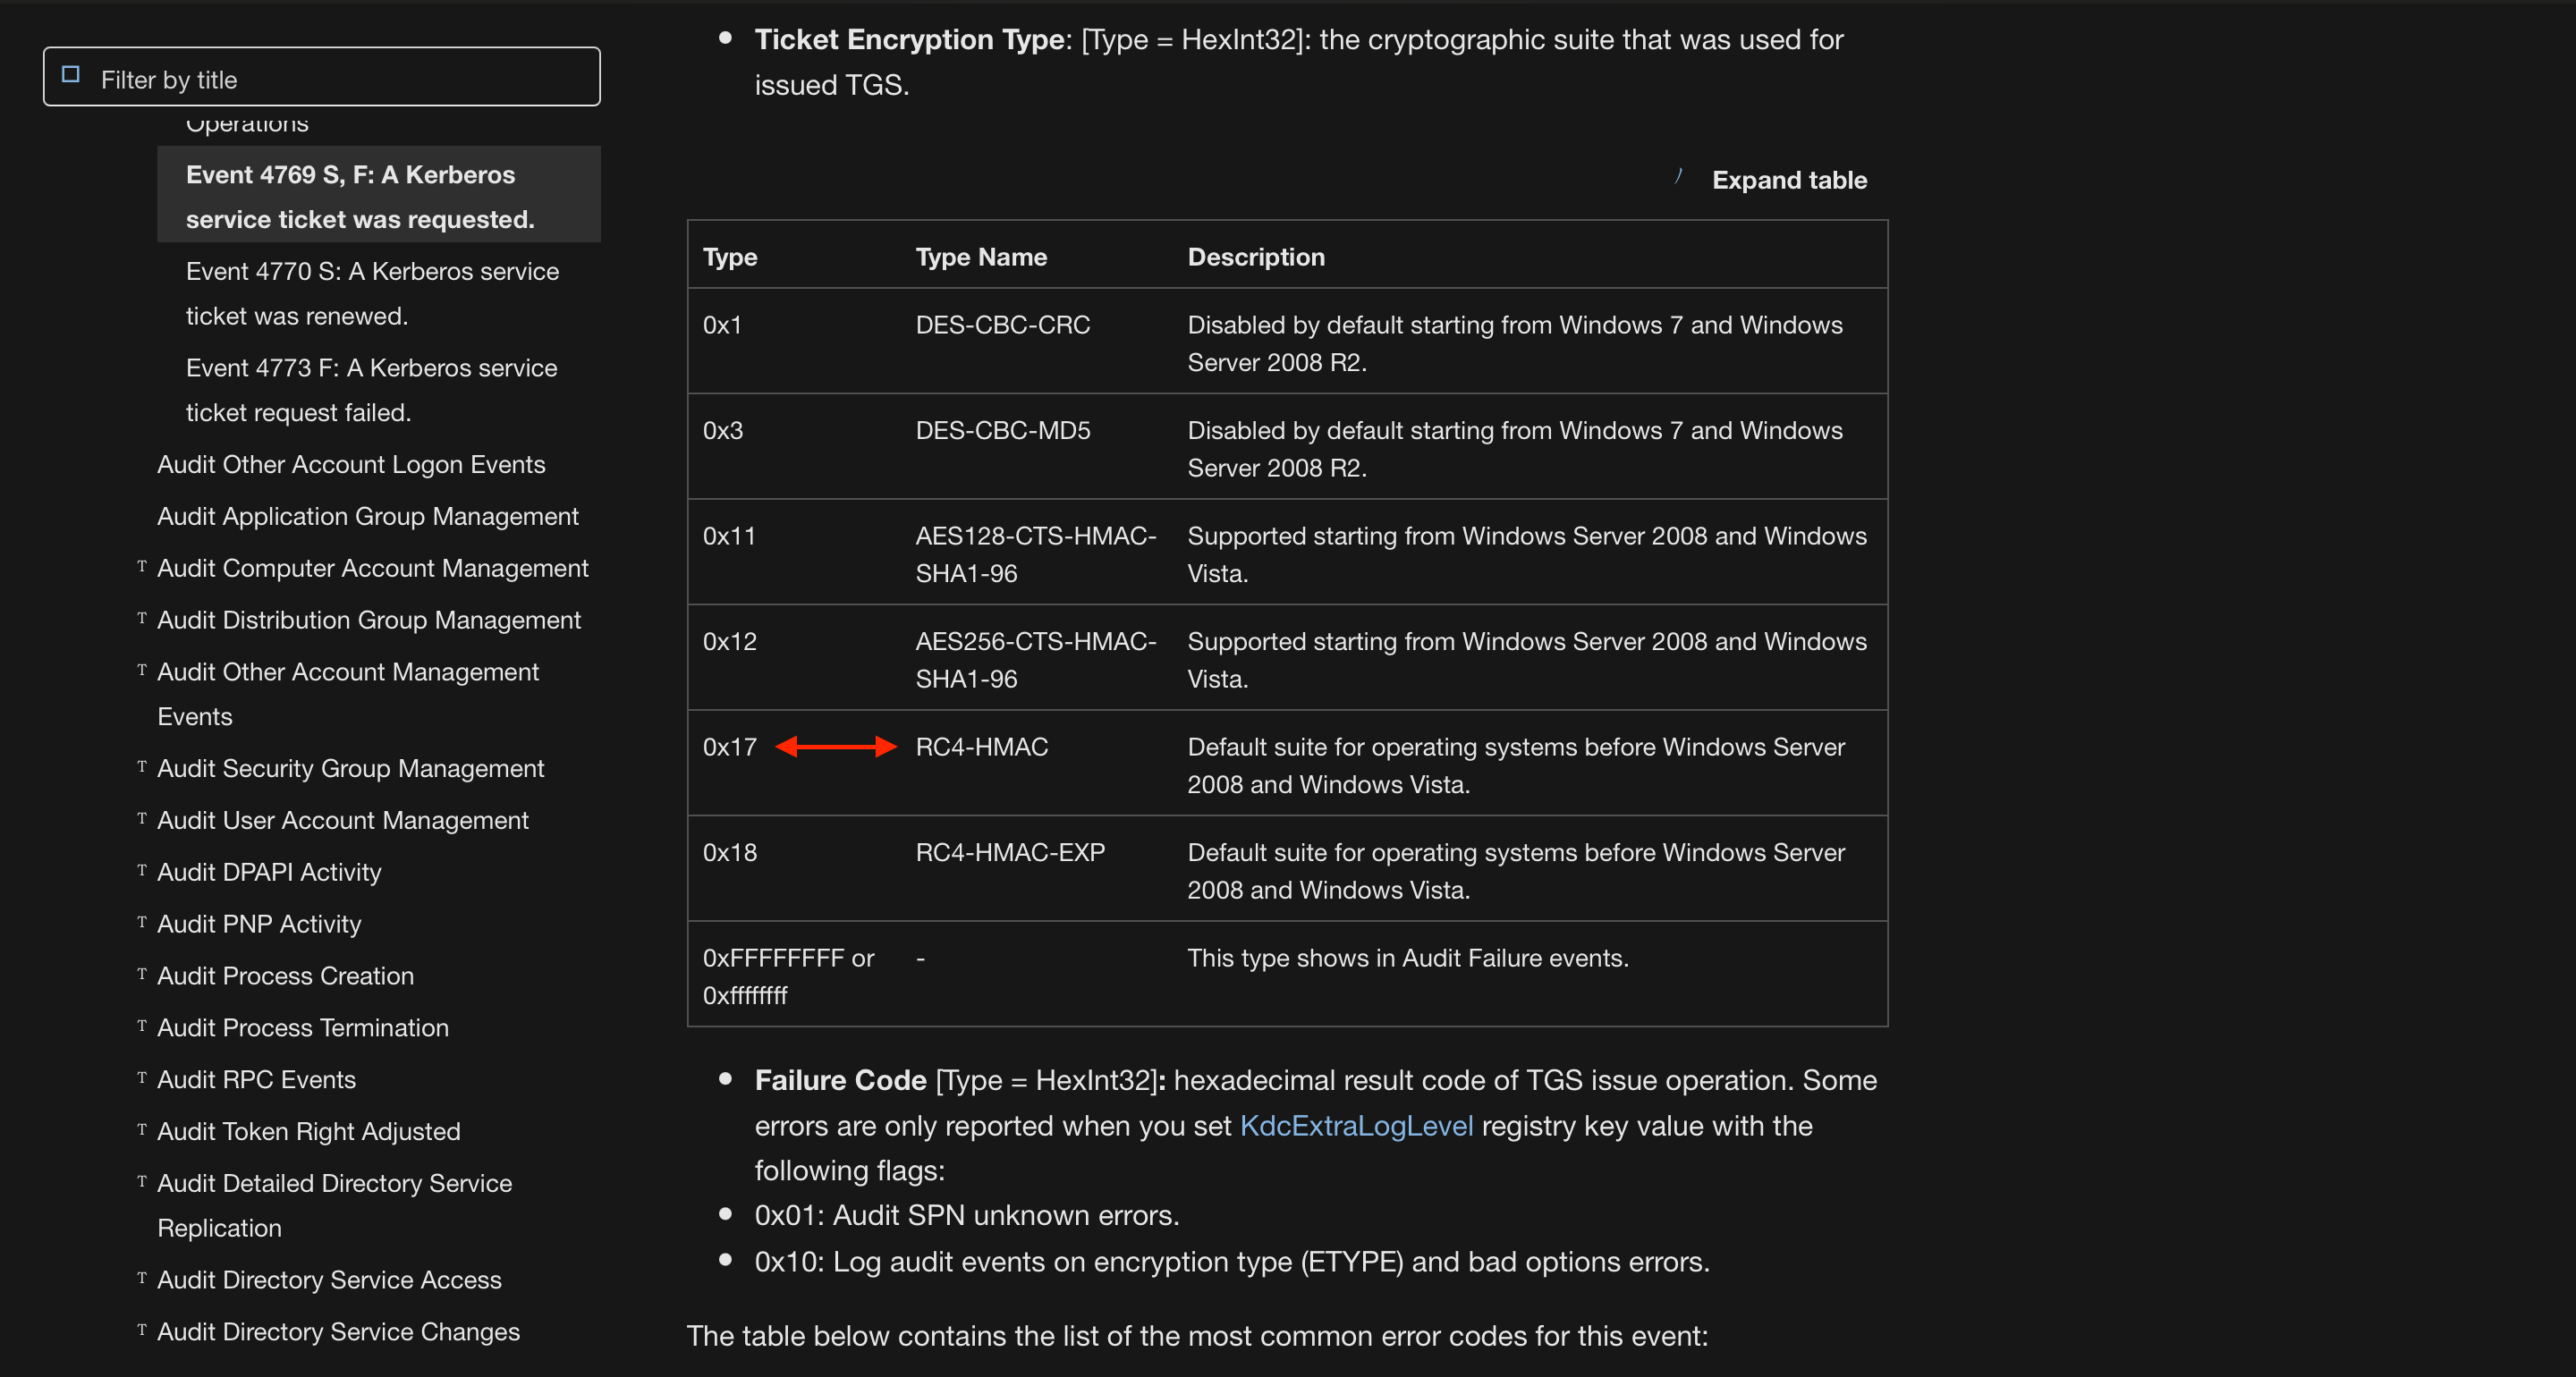 Filter by title
Operations
Event 4769 S, F: A Kerberos
service ticket was requested.
Event 4770 S: A Kerberos service
ticket was renewed.
Event 4773 F: A Kerberos service
ticket request failed.
Audit Other Account Logon Events
Audit Application Group Management
T Audit Computer Account Management
T Audit Distribution Group Management
T Audit Other Account Management
Events
T Audit Security Group Management
T Audit User Account Management
T Audit DPAPI Activity
T Audit PNP Activity
T Audit Process Creation
T Audit Process Termination
T Audit RPC Events
T Audit Token Right Adjusted
T Audit Detailed Directory Service
Replication
T Audit Directory Service Access
T Audit Directory Service Changes
• Ticket Encryption Type: [Type = HexInt32]: the cryptographic suite that was used for
issued TGS.
Expand table
Type Type Name Description
0x1 DES-CBC-CRC Disabled by default starting from Windows 7 and Windows
Server 2008 R2.
0x3 DES-CBC-MD5 Disabled by default starting from Windows 7 and Windows
Server 2008 R2.
0x11 AES128-CTS-HMAC- Supported starting from Windows Server 2008 and Windows
SHA1-96 Vista.
0x12 AES256-CTS-HMAC- Supported starting from Windows Server 2008 and Windows
SHA1-96 Vista.
0x17 RC4-HMAC Default suite for operating systems before Windows Server
2008 and Windows Vista.
0x18 RC4-HMAC-EXP Default suite for operating systems before Windows Server
2008 and Windows Vista.
0xFFFFFFFF or - This type shows in Audit Failure events.
0xffffffff
• Failure Code [Type = HexInt32]: hexadecimal result code of TGS issue operation. Some
errors are only reported when you set KdcExtraLogLevel registry key value with the
following flags:
• 0x01: Audit SPN unknown errors.
• 0x10: Log audit events on encryption type (ETYPE) and bad options errors.
The table below contains the list of the most common error codes for this event: